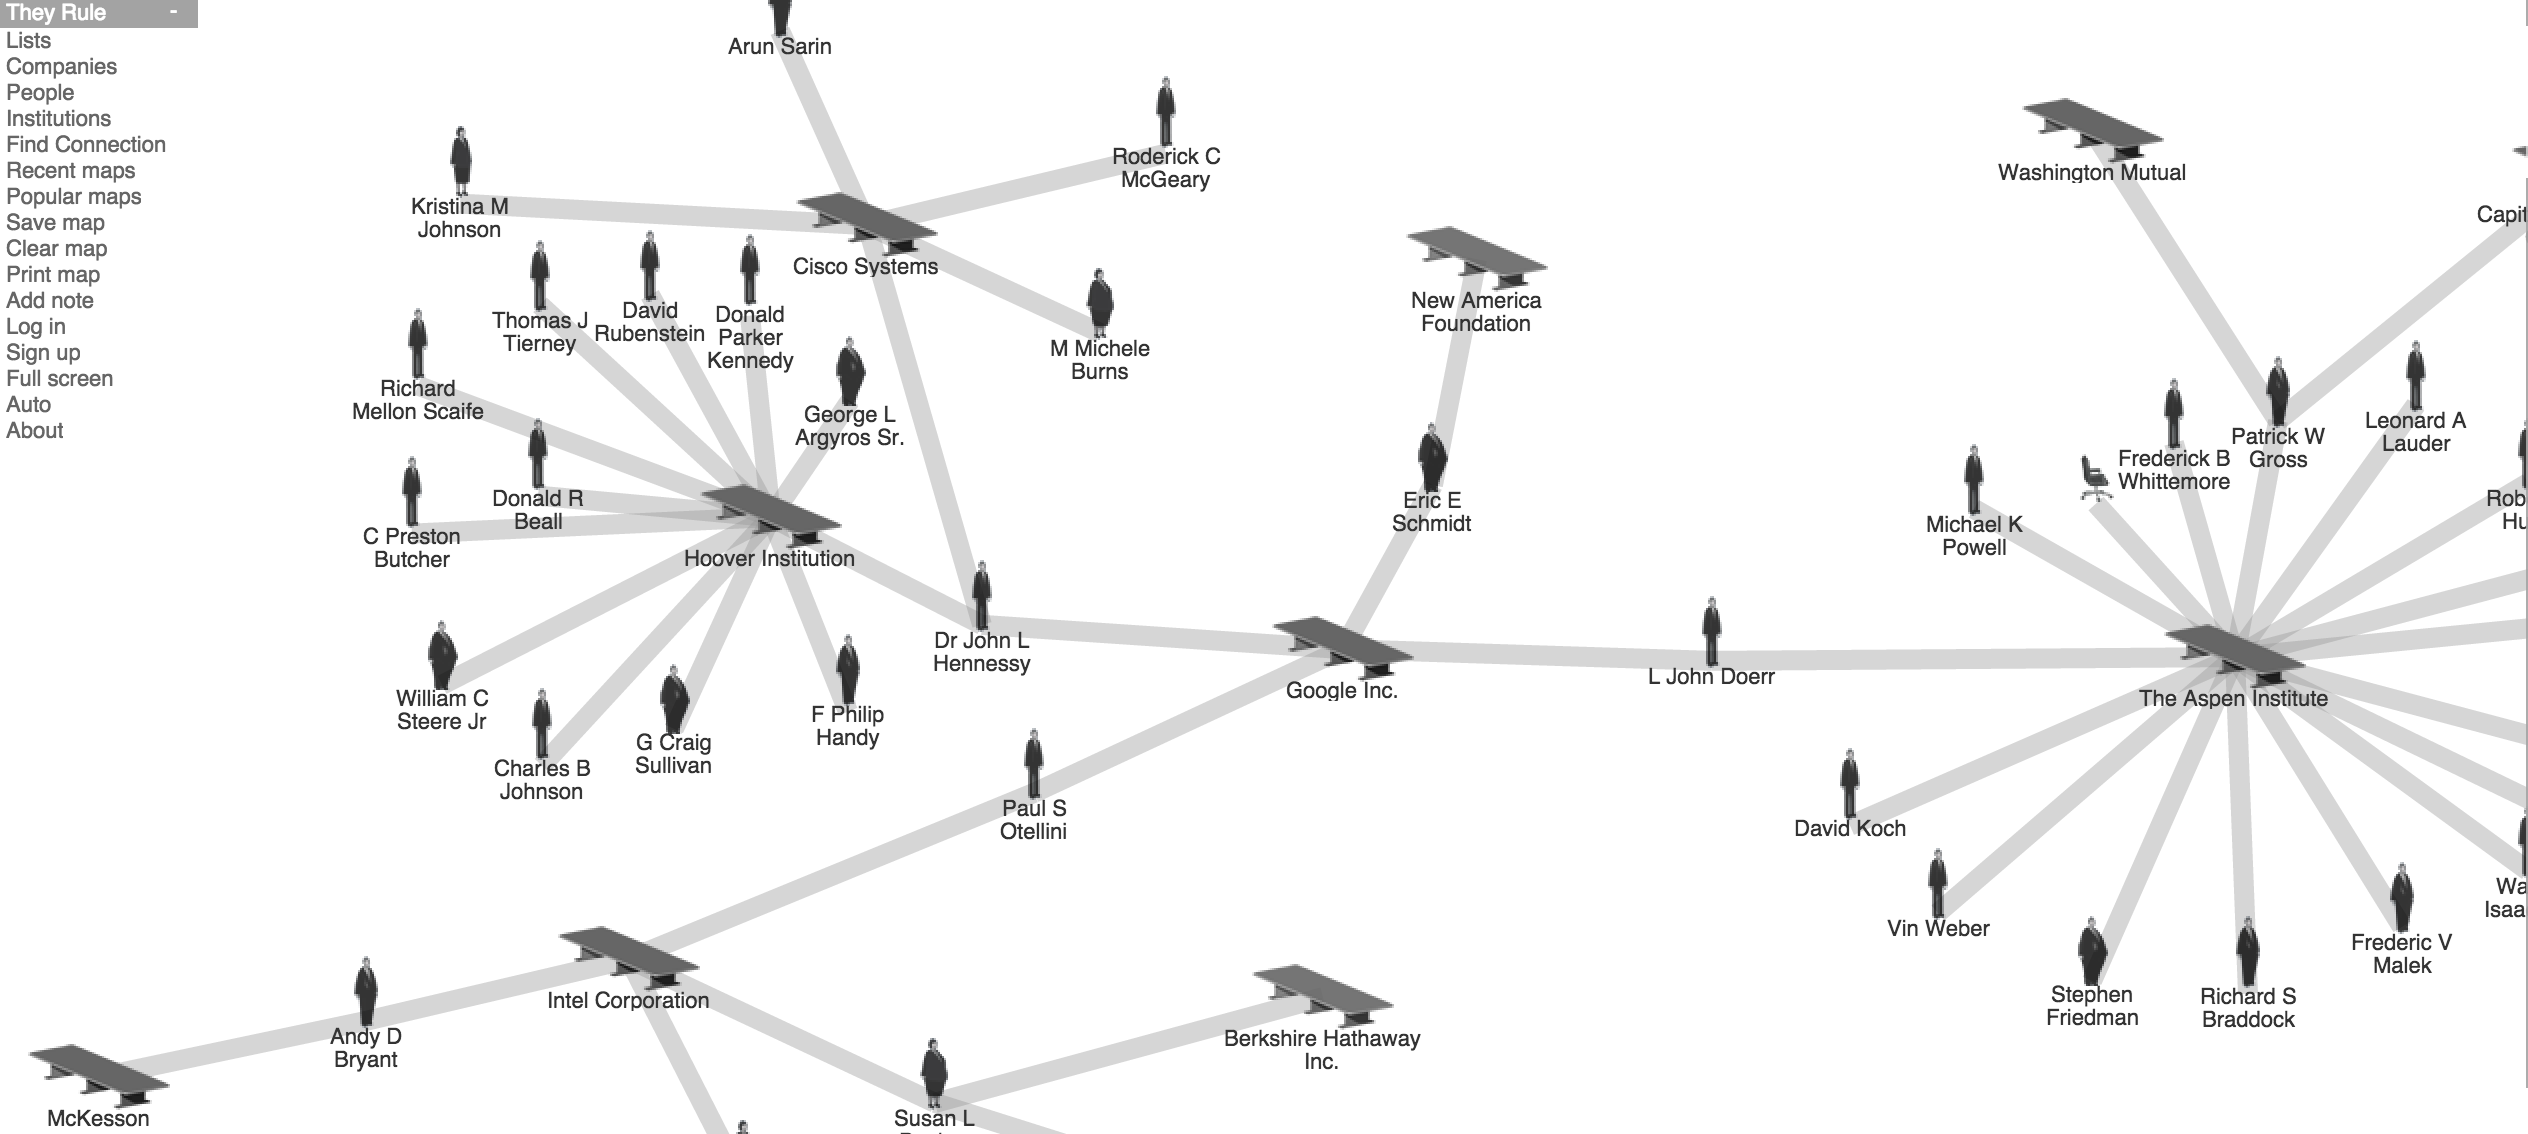 They Rule -
Lists
Companies
People
Institutions
Find Connection
Recent maps
Popular maps
Save map
Clear map
Print map
Add note
Log in
Sign up
Full screen
Auto
About
Arun Sarin
Roderick C
McGeary
Washington Mutual
Kristina M
Johnson
Capit
Cisco Systems
New America
Foundation
Thomas J
Tierney
David
Rubenstein
Donald
Parker
Kennedy
M Michele
Burns
Richard
Mellon Scaife
George L
Argyros Sr.
Leonard A
Lauder
Patrick W
Gross
Frederick B
Whittemore
Donald R
Beall
Eric E
Schmidt
Rob
Hu
Michael K
Powell
C Preston
Butcher
Hoover Institution
Dr John L
Hennessy
L John Doerr
Google Inc.
The Aspen Institute
William C
Steere Jr
F Philip
Handy
G Craig
Sullivan
Charles B
Johnson
Paul S
Otellini
David Koch
Wa
Isaa
Vin Weber
Frederic V
Malek
Intel Corporation
Stephen
Friedman
Richard S
Braddock
Andy D
Bryant
Berkshire Hathaway
Inc.
McKesson
Susan L